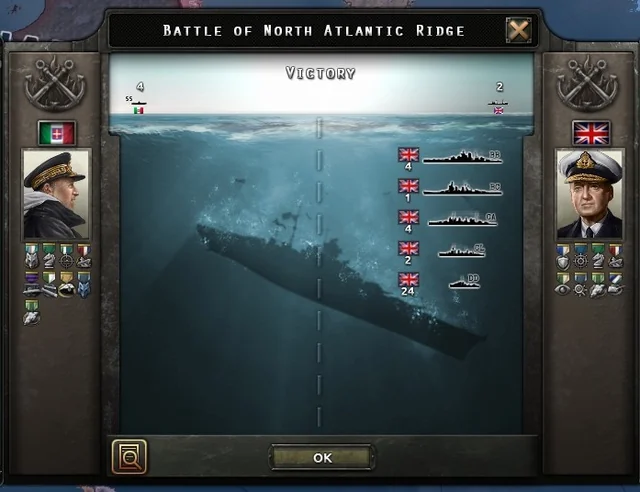 BATTLE OF NORTH ATLANTIC RIDGE
VICTORY
4
2
SS
BB
4
BC
1
CA
4
CL
2
DD
24
OK